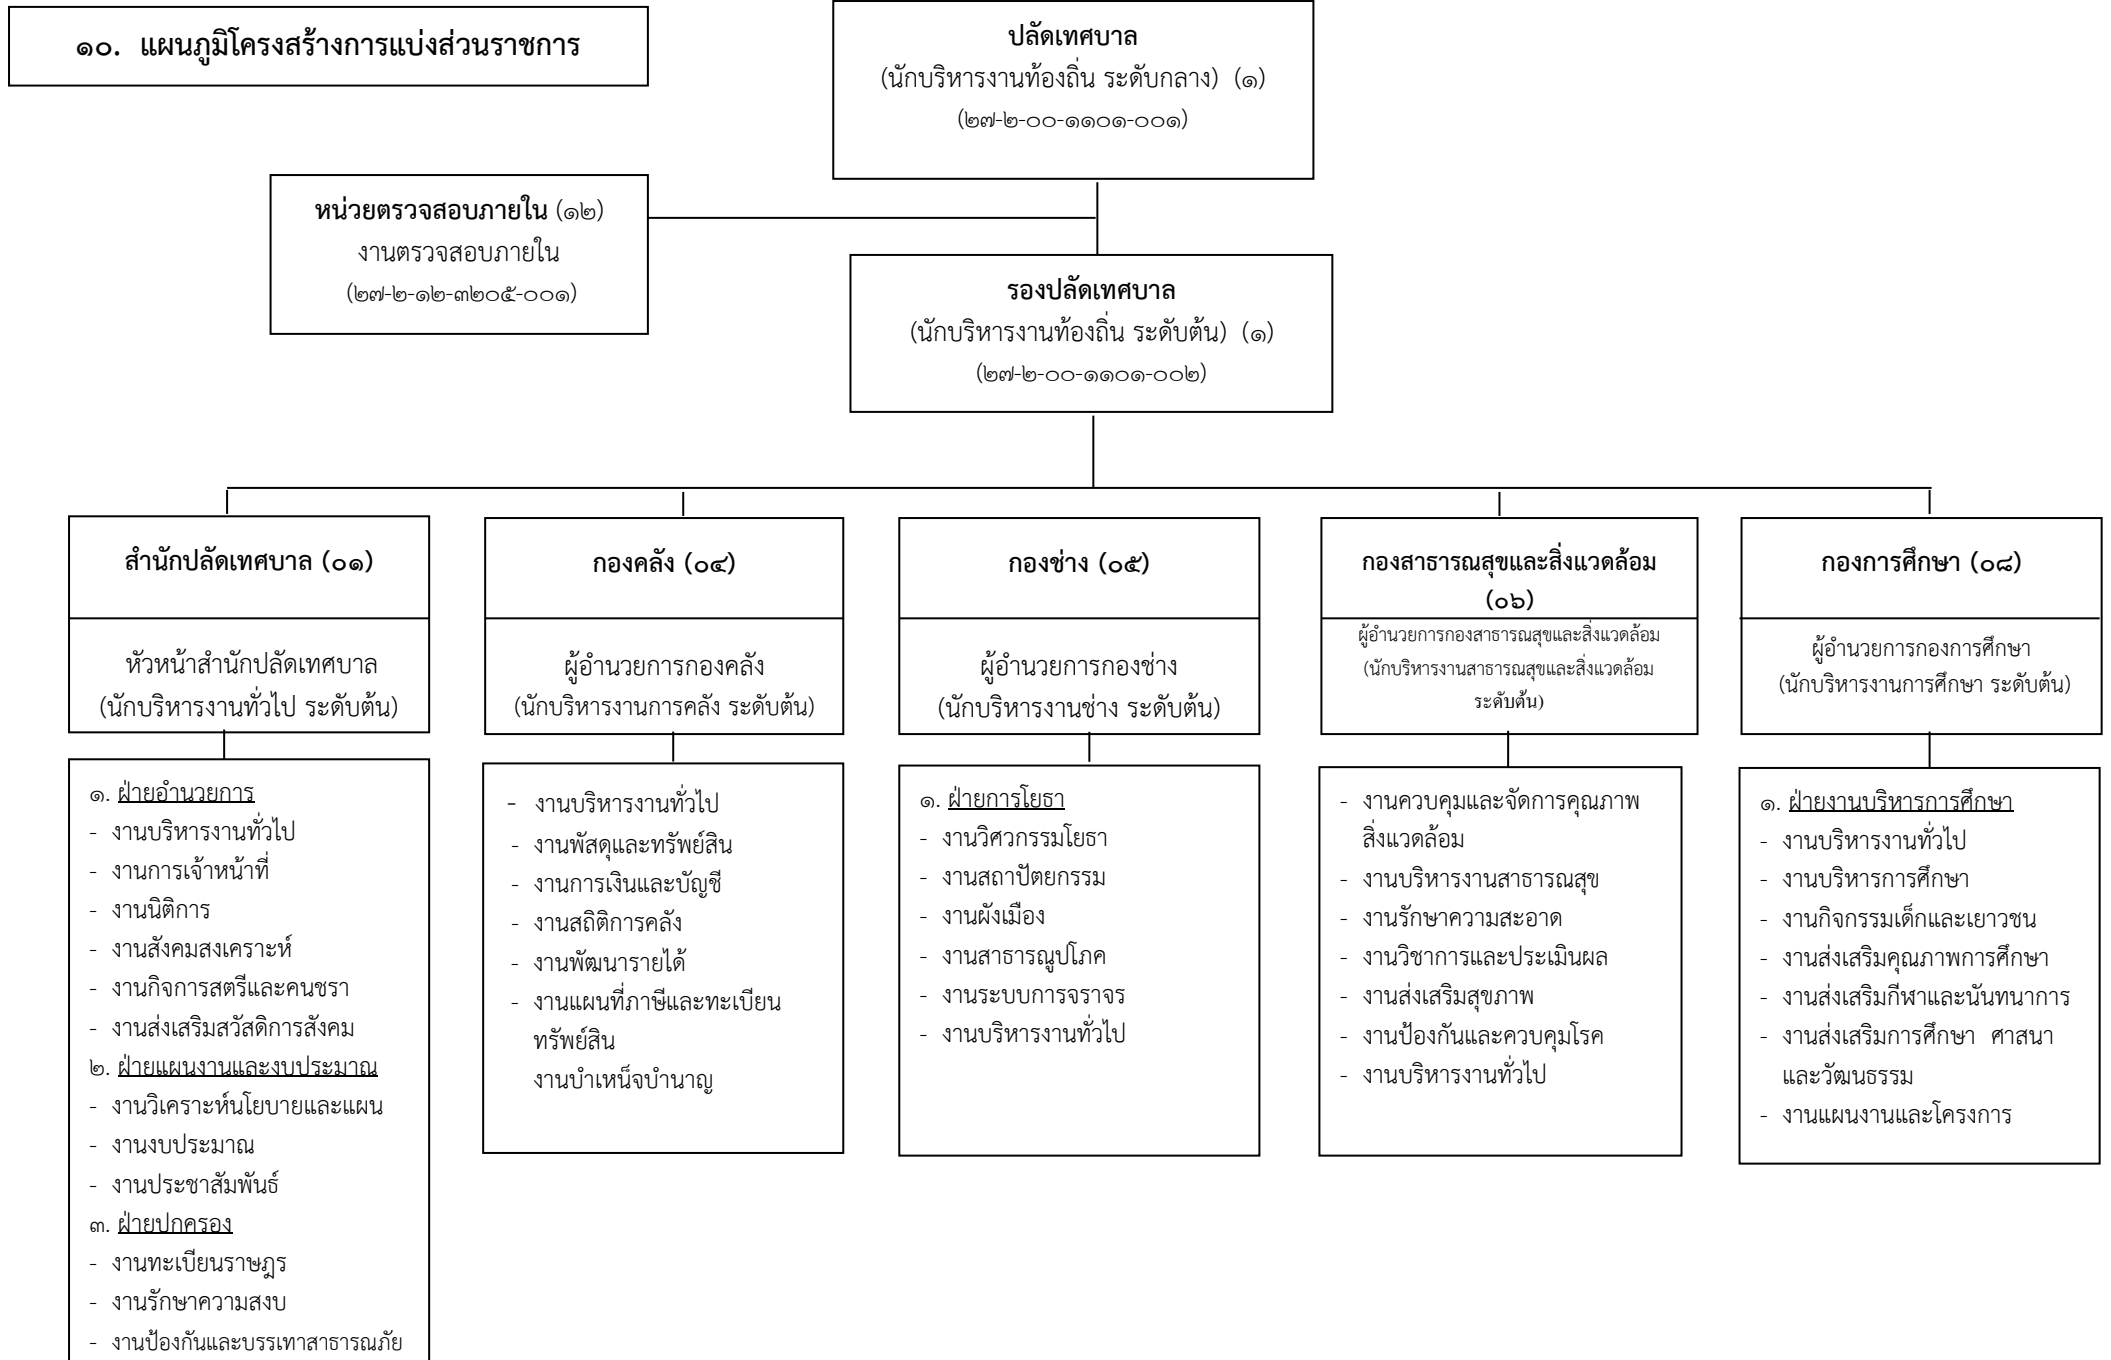 ๑๐. แผนภูมิโครงสร้างการแบ่งส่วนราชการ
ปลัดเทศบาล
(นักบริหารงานท้องถิ่น ระดับกลาง) (๑)
(๒๗-๒-๐๐-๑๑๐๑-๐๐๑)
หน่วยตรวจสอบภายใน (๑๒)
งานตรวจสอบภายใน
(๒๗-๒-๑๒-๓๒๐๕-๐๐๑)
รองปลัดเทศบาล
(นักบริหารงานท้องถิ่น ระดับต้น) (๑)
(๒๗-๒-๐๐-๑๑๐๑-๐๐๒)
สำนักปลัดเทศบาล (๐๑)
หัวหน้าสำนักปลัดเทศบาล
(นักบริหารงานทั่วไป ระดับต้น)
๑. ฝ่ายอำนวยการ
- งานบริหารงานทั่วไป
- งานการเจ้าหน้าที่
- งานนิติการ
- งานสังคมสงเคราะห์
- งานกิจการสตรีและคนชรา
- งานส่งเสริมสวัสดิการสังคม
๒. ฝ่ายแผนงานและงบประมาณ
- งานวิเคราะห์นโยบายและแผน
- งานงบประมาณ
- งานประชาสัมพันธ์
๓. ฝ่ายปกครอง
- งานทะเบียนราษฎร
- งานรักษาความสงบ
- งานป้องกันและบรรเทาสาธารณภัย
กองคลัง (๐๔)
ผู้อำนวยการกองคลัง
(นักบริหารงานการคลัง ระดับต้น)
- งานบริหารงานทั่วไป
- งานพัสดุและทรัพย์สิน
- งานการเงินและบัญชี
- งานสถิติการคลัง
- งานพัฒนารายได้
- งานแผนที่ภาษีและทะเบียน
ทรัพย์สิน
งานบำเหน็จบำนาญ
กองช่าง (๐๕)
ผู้อำนวยการกองช่าง
(นักบริหารงานช่าง ระดับต้น)
๑. ฝ่ายการโยธา
- งานวิศวกรรมโยธา
- งานสถาปัตยกรรม
- งานผังเมือง
- งานสาธารณูปโภค
- งานระบบการจราจร
- งานบริหารงานทั่วไป
กองสาธารณสุขและสิ่งแวดล้อม
(๐๖)
ผู้อำนวยการกองสาธารณสุขและสิ่งแวดล้อม
(นักบริหารงานสาธารณสุขและสิ่งแวดล้อม
ระดับต้น)
- งานควบคุมและจัดการคุณภาพ
สิ่งแวดล้อม
- งานบริหารงานสาธารณสุข
- งานรักษาความสะอาด
- งานวิชาการและประเมินผล
- งานส่งเสริมสุขภาพ
- งานป้องกันและควบคุมโรค
- งานบริหารงานทั่วไป
กองการศึกษา (๐๘)
ผู้อำนวยการกองการศึกษา
(นักบริหารงานการศึกษา ระดับต้น)
๑. ฝ่ายงานบริหารการศึกษา
- งานบริหารงานทั่วไป
- งานบริหารการศึกษา
- งานกิจกรรมเด็กและเยาวชน
- งานส่งเสริมคุณภาพการศึกษา
- งานส่งเสริมกีฬาและนันทนาการ
- งานส่งเสริมการศึกษา ศาสนา
และวัฒนธรรม
- งานแผนงานและโครงการ